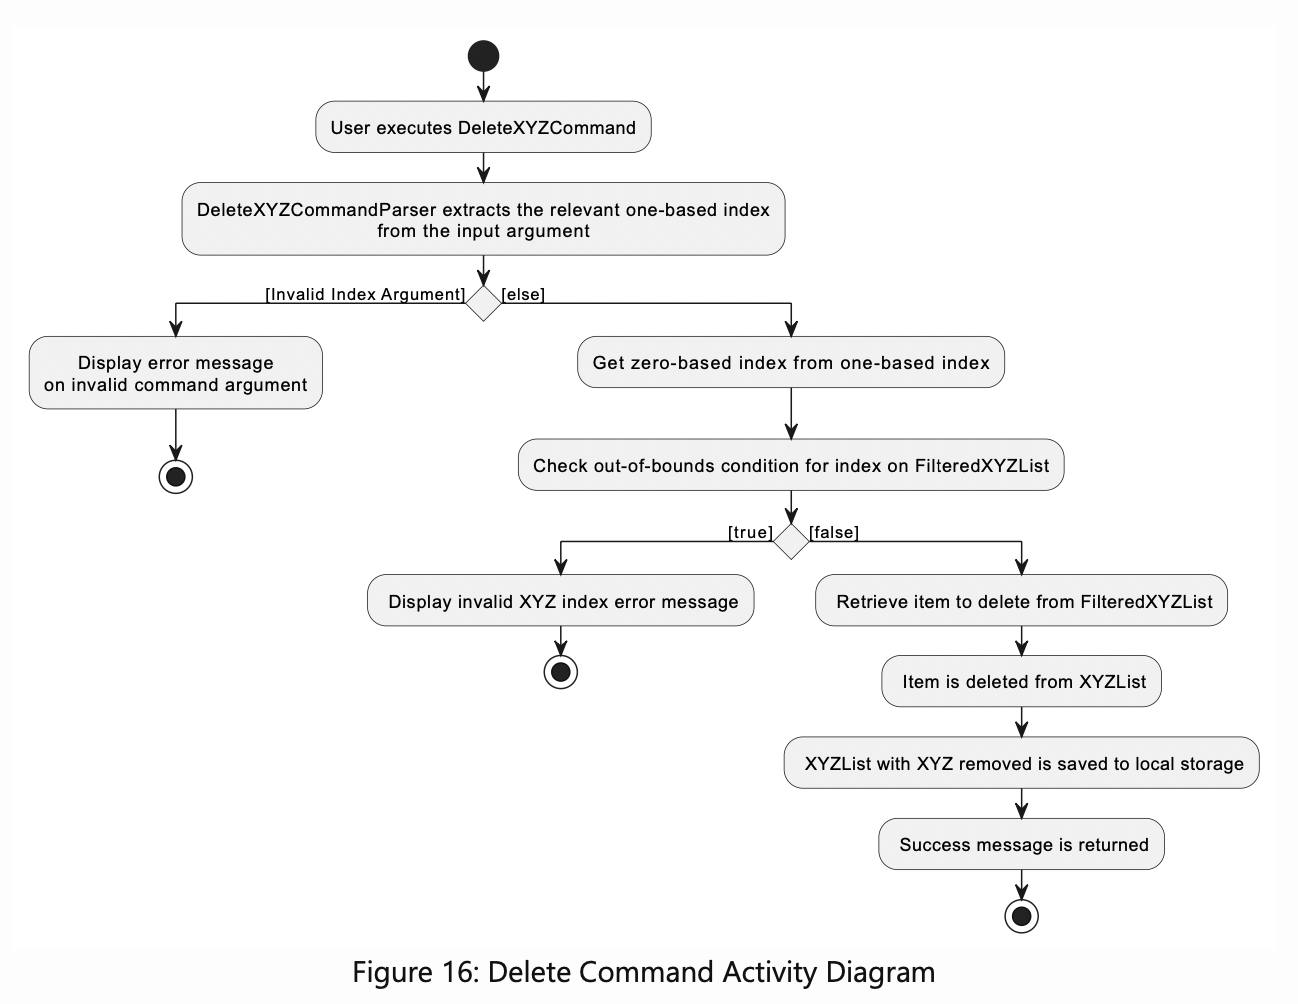 User executes DeleteXYZCommand
DeleteXYZCommandParser extracts the relevant one-based index
from the input argument
[Invalid Index Argument]
[else]
Display error message
on invalid command argument
Get zero-based index from one-based index
Check out-of-bounds condition for index on FilteredXYZList
[true]
[false]
Display invalid XYZ index error message
Retrieve item to delete from FilteredXYZList
Item is deleted from XYZList
XYZList with XYZ removed is saved to local storage
Success message is returned
Figure 16: Delete Command Activity Diagram